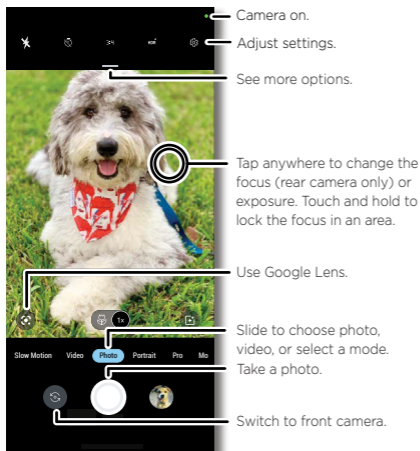 Camera on.
Adjust settings.
See more options.
Tap anywhere to change the
focus (rear camera only) or
exposure. Touch and hold to
lock the focus in an area.
Use Google Lens.
1x
Slide to choose photo,
video, or select a mode.
Slow Motion Video Photo Portrait Pro Mo
Take a photo.
Switch to front camera.